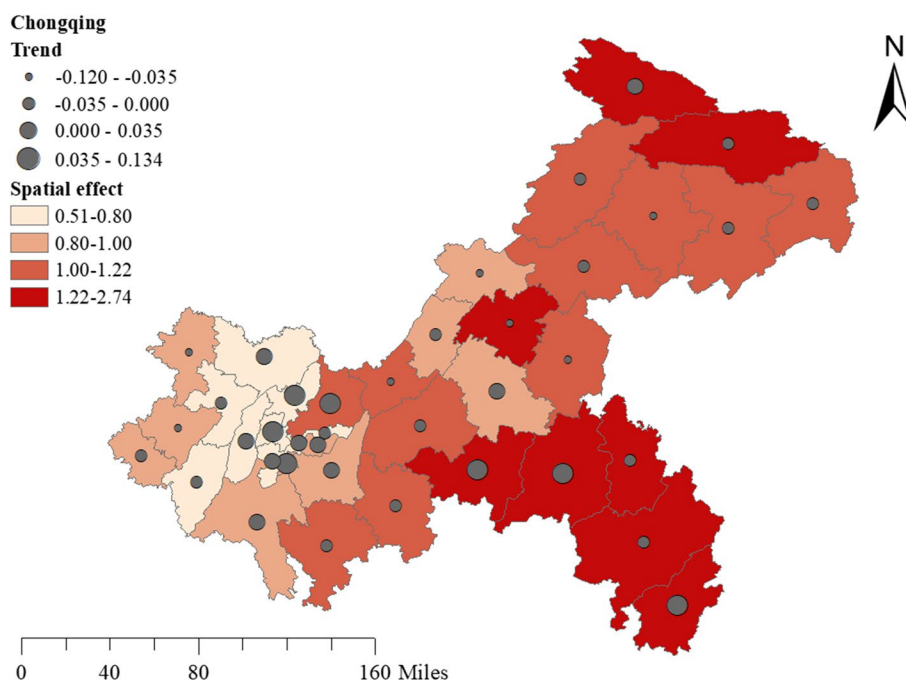 Chongqing
Trend
-0.120 - -0.035
-0.035 - 0.000
0.000 - 0.035
0.035 - 0.134
Spatial effect
0.51-0.80
0.80-1.00
1.00-1.22
1.22-2.74
N
0 40 80 160 Miles